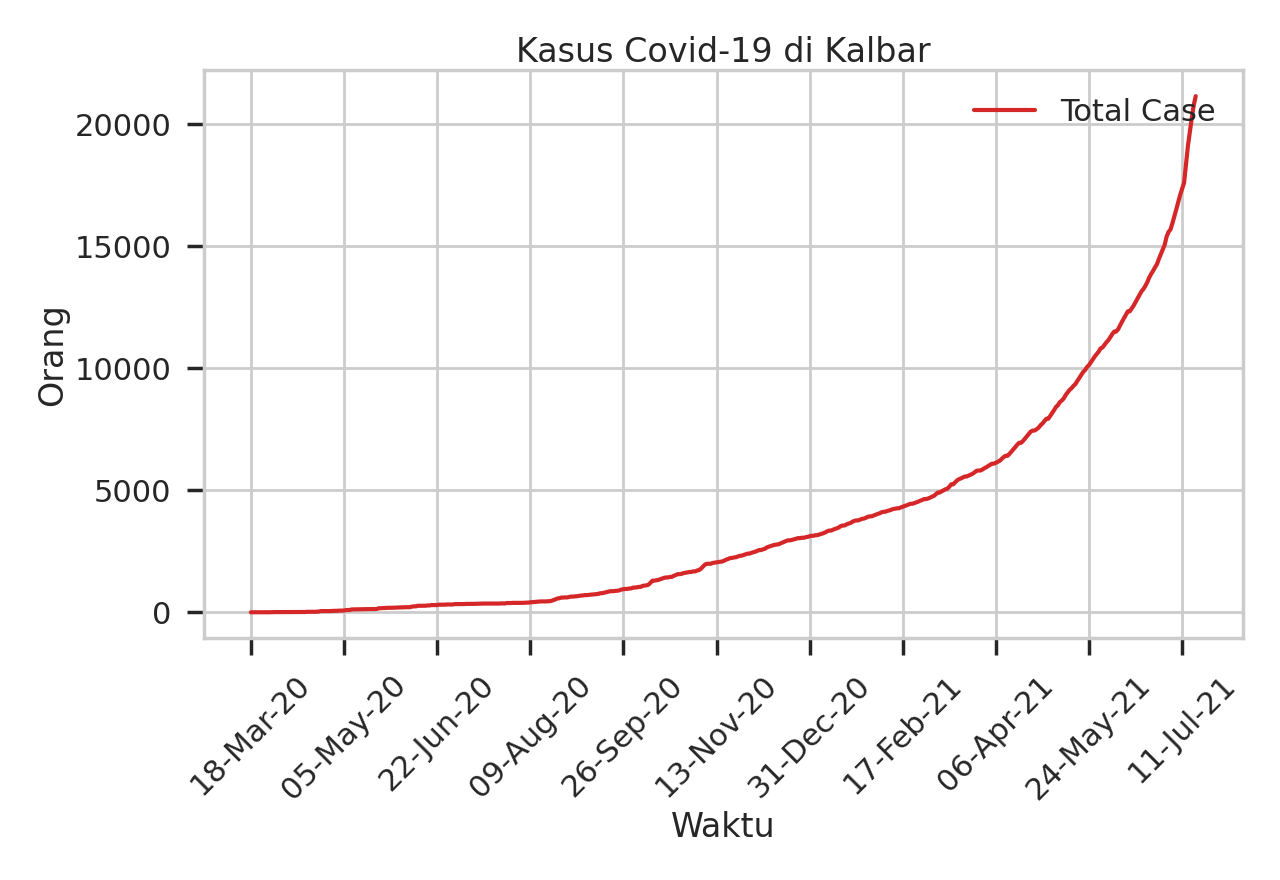 Kasus Covid-19 di Kalbar
Total Case
20000
15000
10000
5000
0
Orang
18-Mar-20
05-May-20
22-Jun-20
09-Aug-20
26-Sep-20
13-Nov-20
31-Dec-20
17-Feb-21
06-Apr-21
24-May-21
11-Jul-21
Waktu